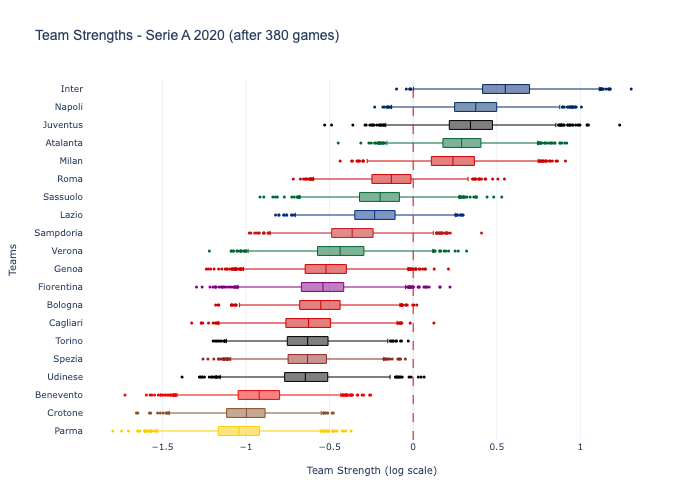 Team Strengths - Serie A 2020 (after 380 games)
Inter
Napoli
Juventus
Atalanta
Milan
Roma
Sassuolo
Lazio
Sampdoria
Verona
Genoa
Fiorentina
Bologna
Cagliari
Torino
Spezia
Udinese
Benevento
Crotone
Parma
Teams
−1.5 −1 −0.5 0 0.5 1
Team Strength (log scale)